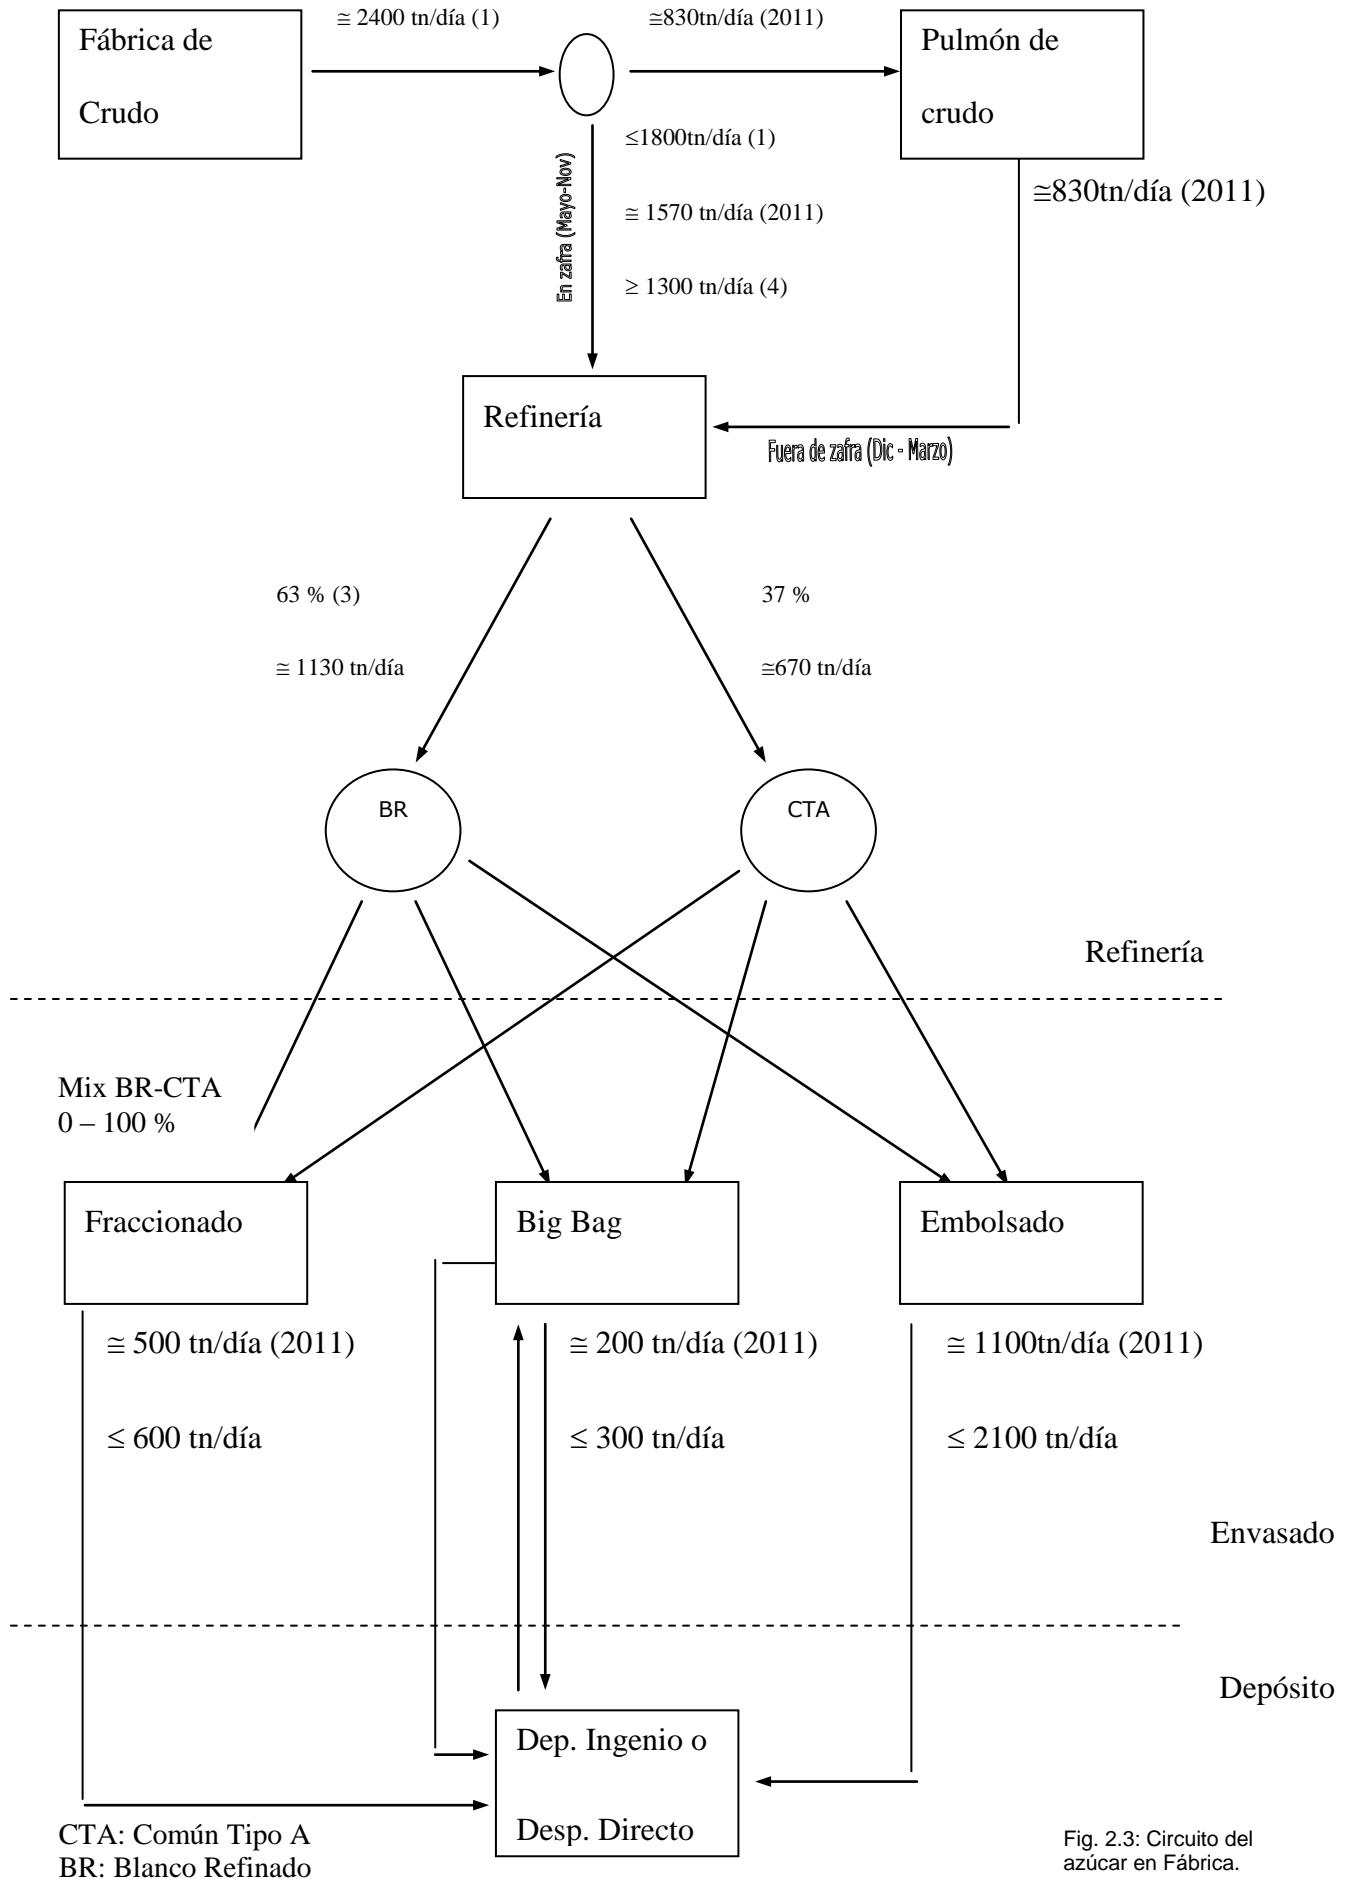 ≅ 2400 tn/día (1)
≅830tn/día (2011)
Fábrica de
Crudo
Pulmón de
crudo
≤1800tn/día (1)
≅ 1570 tn/día (2011)
≥ 1300 tn/día (4)
En zafra (Mayo-Nov)
≅830tn/día (2011)
Refinería
Fuera de zafra (Dic - Marzo)
63 % (3)
37 %
≅ 1130 tn/día
≅670 tn/día
BR
CTA
Refinería
Mix BR-CTA
0 – 100 %
Fraccionado
Big Bag
Embolsado
≅ 500 tn/día (2011)
≅ 200 tn/día (2011)
≅ 1100tn/día (2011)
≤ 600 tn/día
≤ 300 tn/día
≤ 2100 tn/día
Envasado
Depósito
Dep. Ingenio o
Desp. Directo
CTA: Común Tipo A
BR: Blanco Refinado
Fig. 2.3: Circuito del
azúcar en Fábrica.